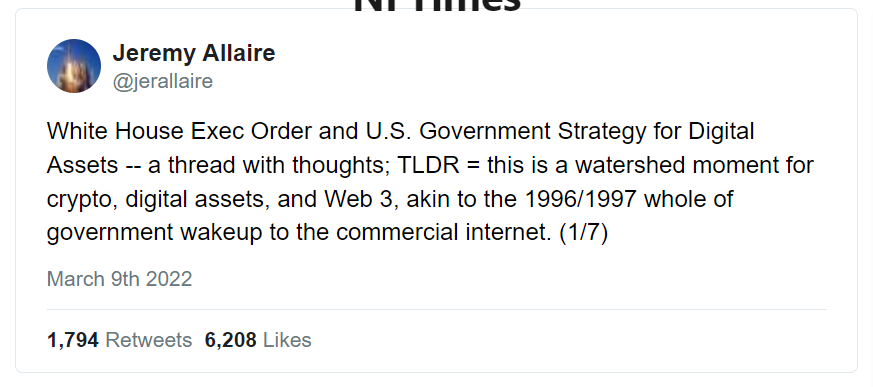 NFTimes
Jeremy Allaire
@jerallaire
White House Exec Order and U.S. Government Strategy for Digital
Assets -- a thread with thoughts; TLDR = this is a watershed moment for
crypto, digital assets, and Web 3, akin to the 1996/1997 whole of
government wakeup to the commercial internet. (1/7)
March 9th 2022
1,794 Retweets 6,208 Likes